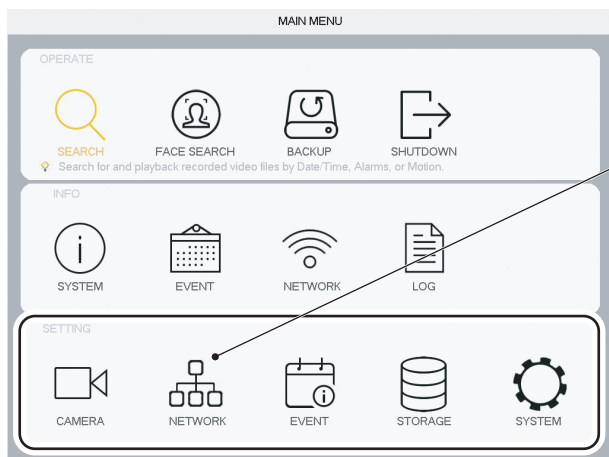 MAIN MENU
OPERATE
SEARCH FACE SEARCH BACKUP SHUTDOWN
Search for and playback recorded video files by Date/Time, Alarms, or Motion.
INFO
SYSTEM EVENT NETWORK LOG
SETTING
CAMERA NETWORK EVENT STORAGE SYSTEM